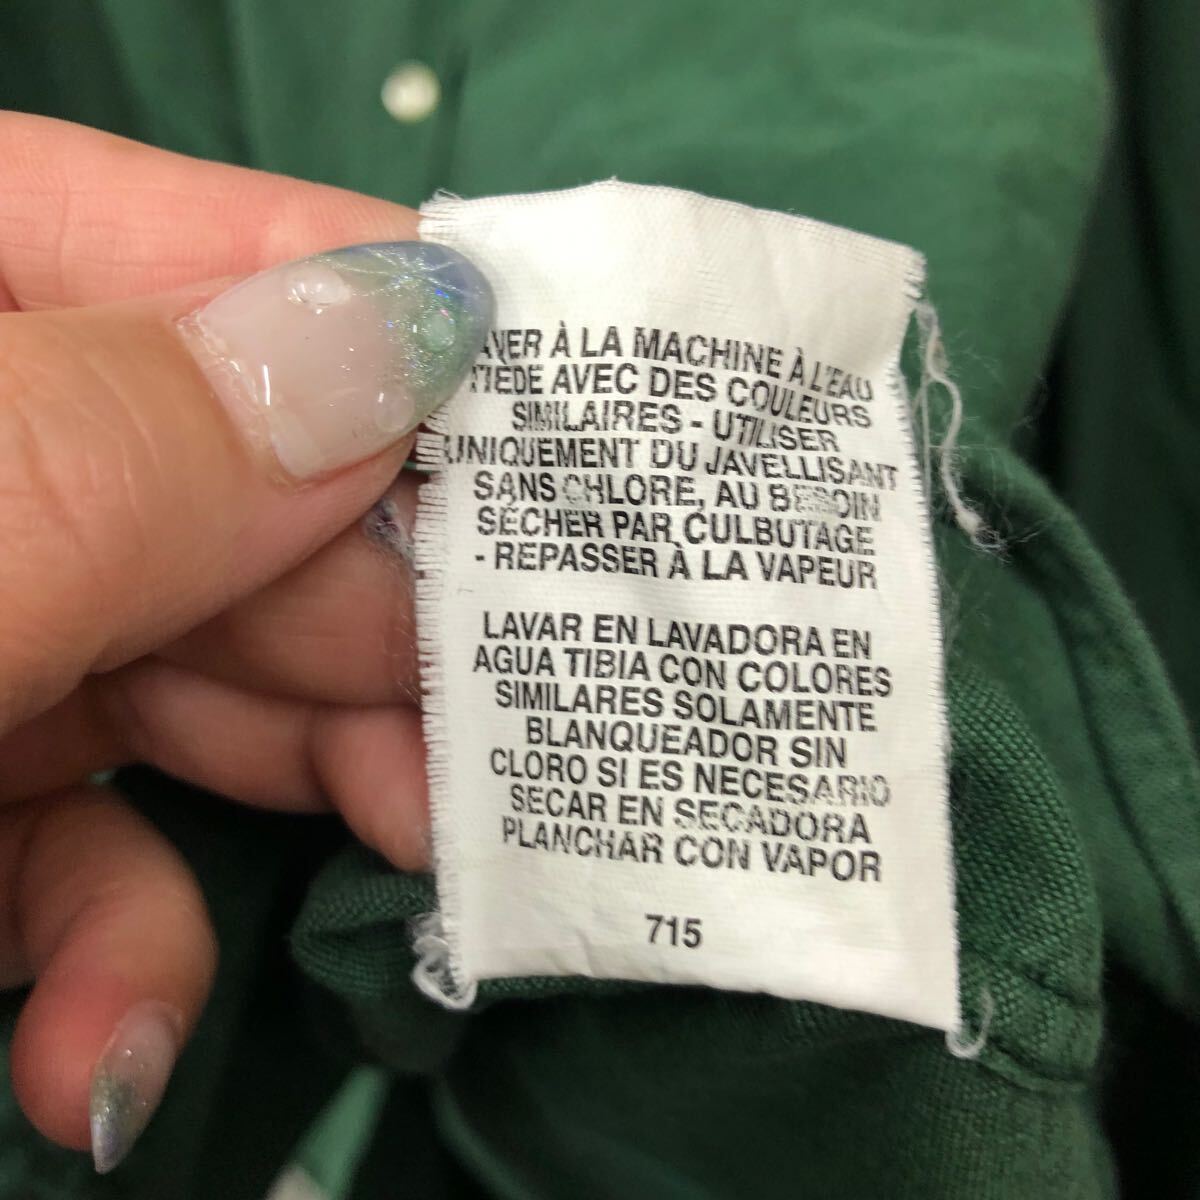 LAVER À LA MACHINE À L'EAU
TIEDE AVEC DES COULEURS
SIMILAIRES - UTILISER
UNIQUEMENT DU JAVELLISANT
SANS CHLORE, AU BESOIN
SÉCHER PAR CULBUTAGE
- REPASSER À LA VAPEUR
LAVAR EN LAVADORA EN
AGUA TIBIA CON COLORES
SIMILARES SOLAMENTE
BLANQUEADOR SIN
CLORO SI ES NECESARIO
SECAR EN SECADORA
PLANCHAR CON VAPOR
715